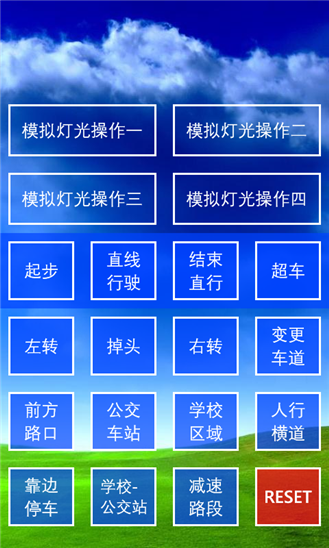 模拟灯光操作一 模拟灯光操作二
模拟灯光操作三 模拟灯光操作四
起步
直线
行驶
结束
直行
超车
左转
掉头
右转
变更
车道
前方
路口
公交
车站
学校
区域
人行
横道
靠边
停车
学校-
公交站
减速
路段
RESET